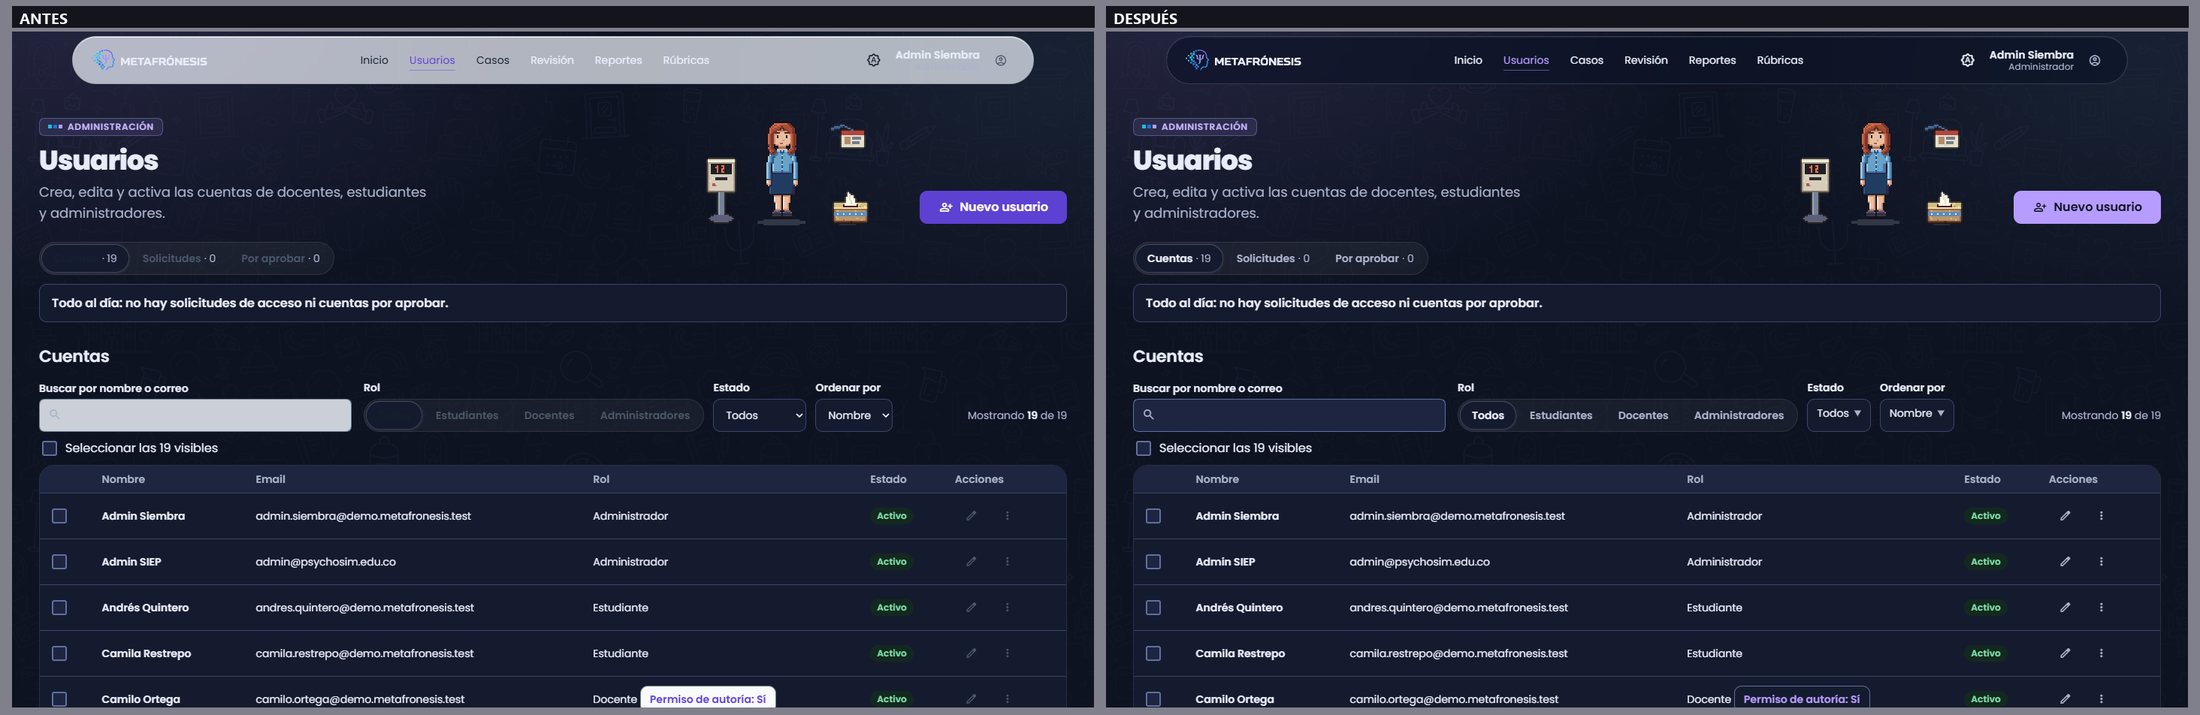 ANTES
METAFRÓNESIS
Inicio Usuarios Casos Revisión Reportes Rúbricas
Admin Siembra
ADMINISTRACIÓN
Usuarios
Crea, edita y activa las cuentas de docentes, estudiantes
y administradores.
12
Nuevo usuario
· 19 Solicitudes · 0 Por aprobar · 0
Todo al día: no hay solicitudes de acceso ni cuentas por aprobar.
Cuentas
Buscar por nombre o correo Rol Estado Ordenar por
Estudiantes Docentes Administradores Todos Nombre Mostrando 19 de 19
Seleccionar las 19 visibles
Nombre Email Rol Estado Acciones
Admin Siembra admin.siembra@demo.metafronesis.test Administrador Activo
Admin SIEP admin@psychosim.edu.co Administrador Activo
Andrés Quintero andres.quintero@demo.metafronesis.test Estudiante Activo
Camila Restrepo camila.restrepo@demo.metafronesis.test Estudiante Activo
Camilo Ortega camilo.ortega@demo.metafronesis.test Docente Permiso de autoría: Sí Activo
DESPUÉS
METAFRÓNESIS
Inicio Usuarios Casos Revisión Reportes Rúbricas
Admin Siembra
Administrador
ADMINISTRACIÓN
Usuarios
Crea, edita y activa las cuentas de docentes, estudiantes
y administradores.
12
Nuevo usuario
Cuentas · 19 Solicitudes · 0 Por aprobar · 0
Todo al día: no hay solicitudes de acceso ni cuentas por aprobar.
Cuentas
Buscar por nombre o correo Rol Estado Ordenar por
Todos Estudiantes Docentes Administradores Todos Nombre Mostrando 19 de 19
Seleccionar las 19 visibles
Nombre Email Rol Estado Acciones
Admin Siembra admin.siembra@demo.metafronesis.test Administrador Activo
Admin SIEP admin@psychosim.edu.co Administrador Activo
Andrés Quintero andres.quintero@demo.metafronesis.test Estudiante Activo
Camila Restrepo camila.restrepo@demo.metafronesis.test Estudiante Activo
Camilo Ortega camilo.ortega@demo.metafronesis.test Docente Permiso de autoría: Sí Activo